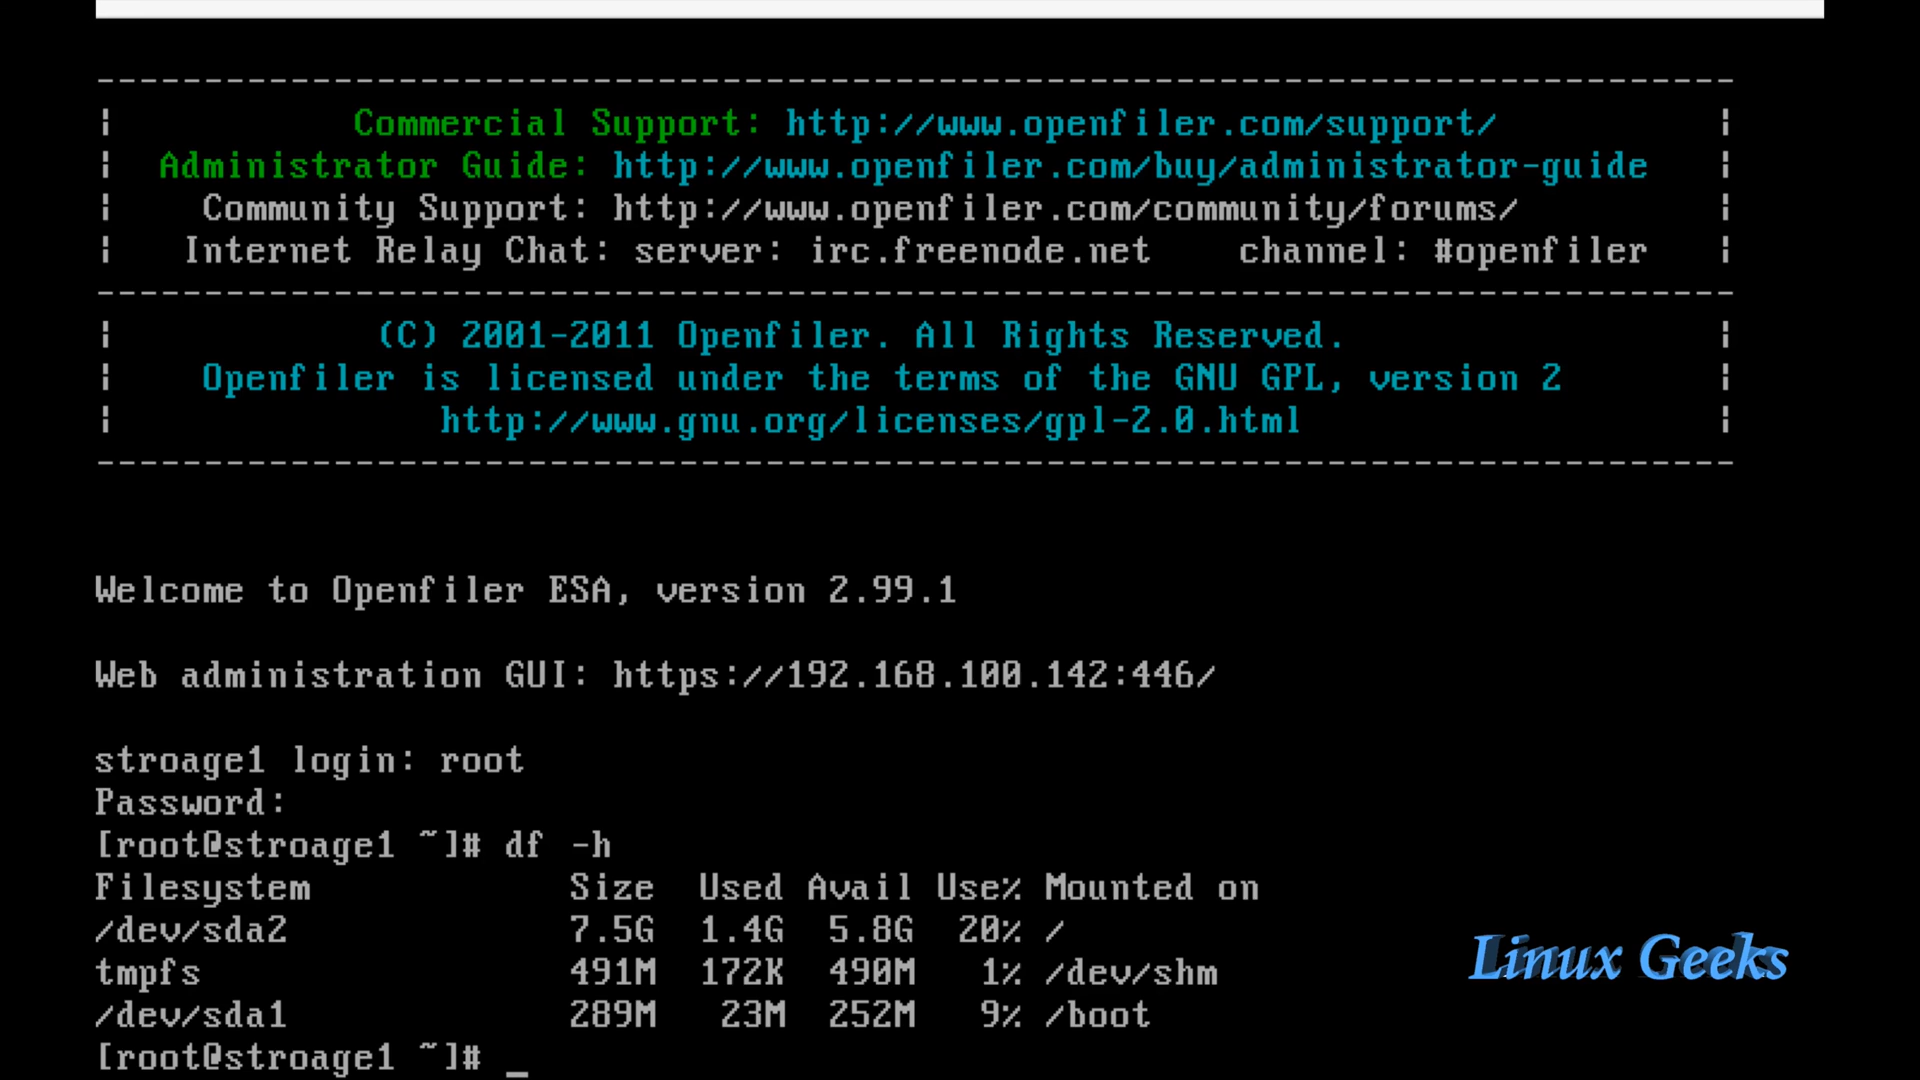 Commercial Support: http://www.openfiler.com/support/
Administrator Guide: http://www.openfiler.com/buy/administrator-guide
Community Support: http://www.openfiler.com/community/forums/
Internet Relay Chat: server: irc.freenode.net channel: #openfiler
(C) 2001-2011 Openfiler. All Rights Reserved.
Openfiler is licensed under the terms of the GNU GPL, version 2
http://www.gnu.org/licenses/gpl-2.0.html
Welcome to Openfiler ESA, version 2.99.1
Web administration GUI: https://192.168.100.142:446/
stroage1 login: root
Password:
[root@stroage1 ~]# df -h
Filesystem Size Used Avail Use% Mounted on
/dev/sda2 7.5G 1.4G 5.8G 20% /
tmpfs 491M 172K 490M 1% /dev/shm
/dev/sda1 289M 23M 252M 9% /boot
[root@stroage1 ~]# _
Linux Geeks